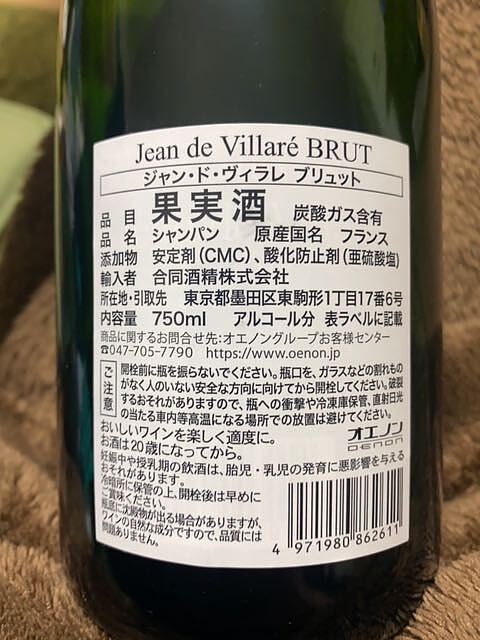 Jean de Villaré BRUT
ジャン・ド・ヴィラレ ブリュット
品 目 果実酒 炭酸ガス含有
品 名 シャンパン 原産国名 フランス
添加物 安定剤(CMC)、酸化防止剤(亜硫酸塩)
輸入者 合同酒精株式会社
所在地・引取先 東京都墨田区東駒形1丁目17番6号
内容量 750ml アルコール分 表ラベルに記載
商品に関するお問合せ先:オエノングループお客様センター
☎047-705-7790 https://www.oenon.jp
ご注意
開栓前に瓶を振らないでください。瓶口を、ガラスなどの割れもの
がなく人のいない安全な方向に向けてから開栓してください。破裂
するおそれがありますので、瓶への衝撃や冷凍庫保管、直射日光
の当たる車内等高温になる場所での放置は避けてください。
おいしいワインを楽しく適度に。
お酒は20歳になってから。
オエノン
OENON
妊娠中や授乳期の飲酒は、胎児・乳児の発育に悪影響を与える
おそれがあります。
冷暗所に保管の上、開栓後は早めに
ご賞味ください。
瓶底に沈殿物が出る場合がありますが、
ワインの自然な成分ですので、品質には
問題ありません。
4 971980 862611